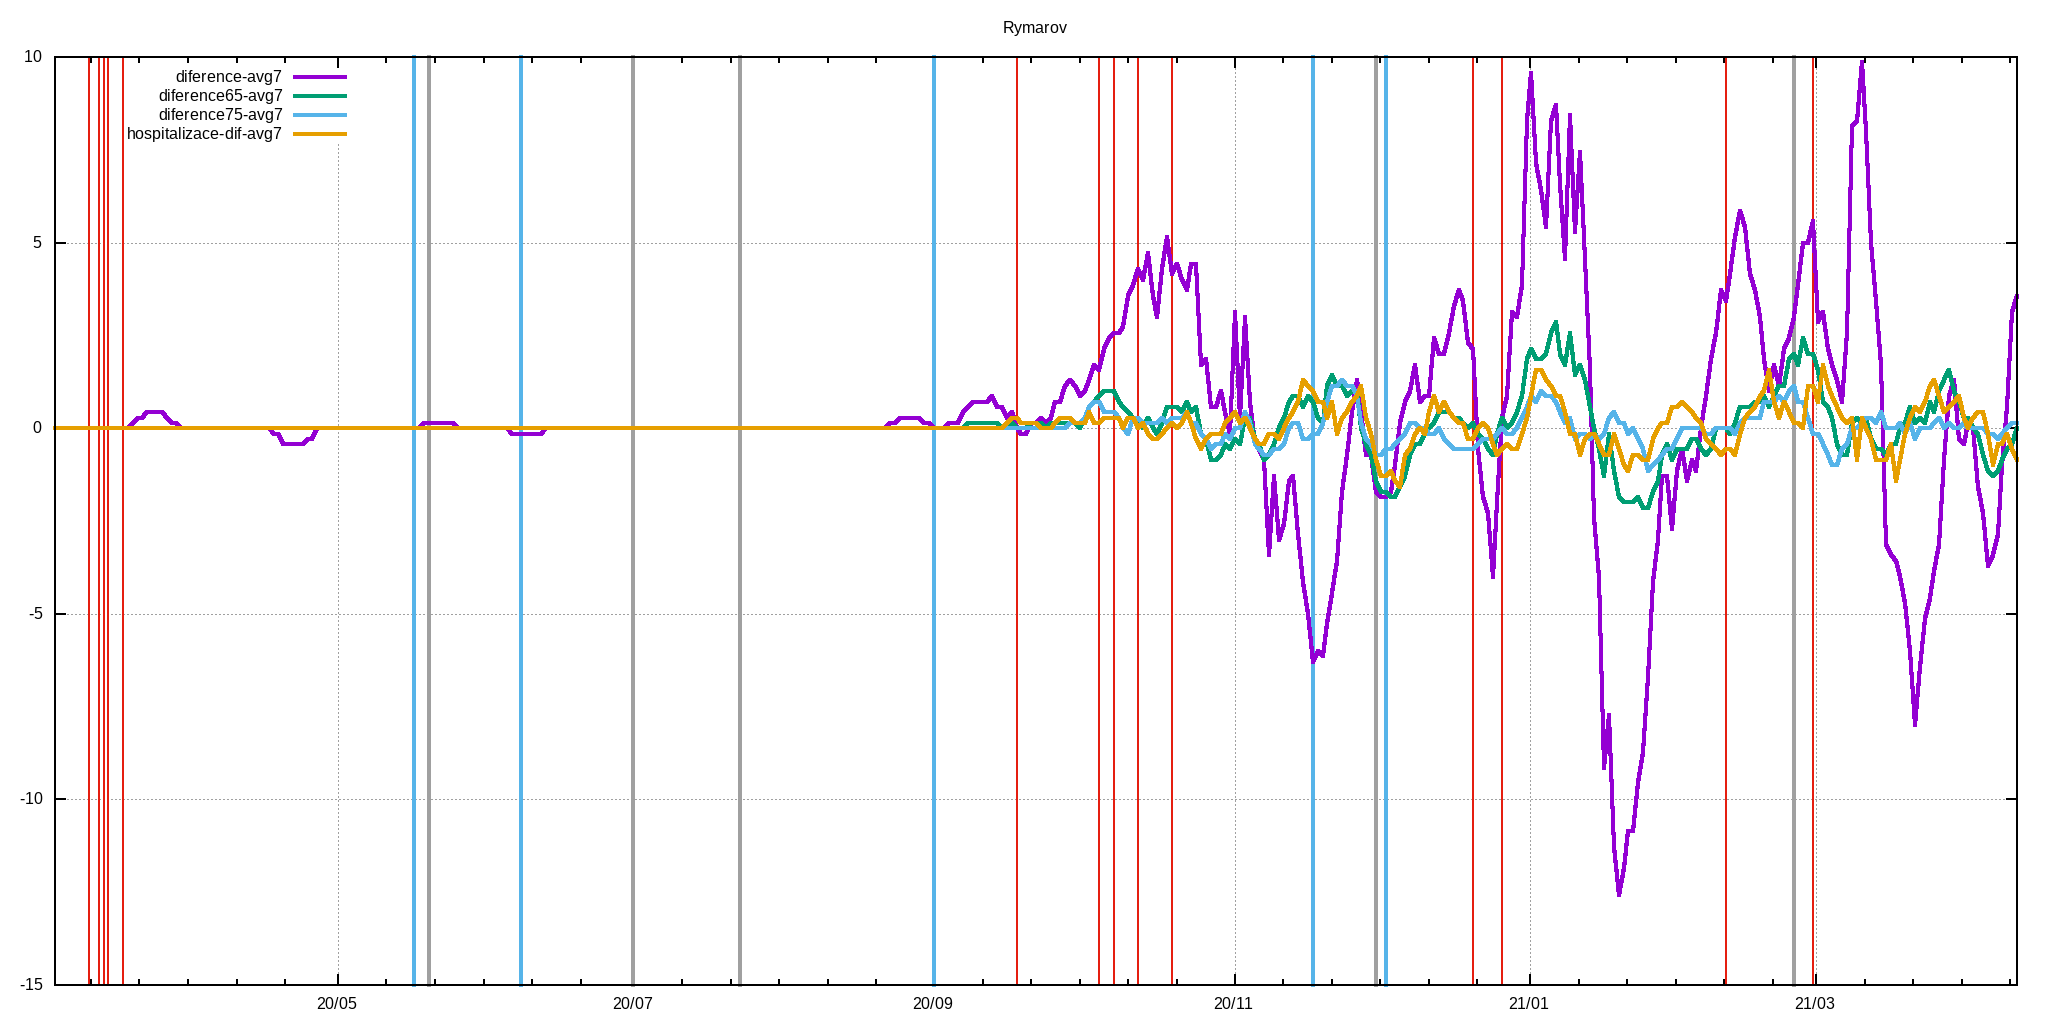 Rymarov
10
diference-avg7
diference65-avg7
diference75-avg7
hospitalizace-dif-avg7
5
0
-5
-10
-15
20/05 20/07 20/09 20/11 21/01 21/03